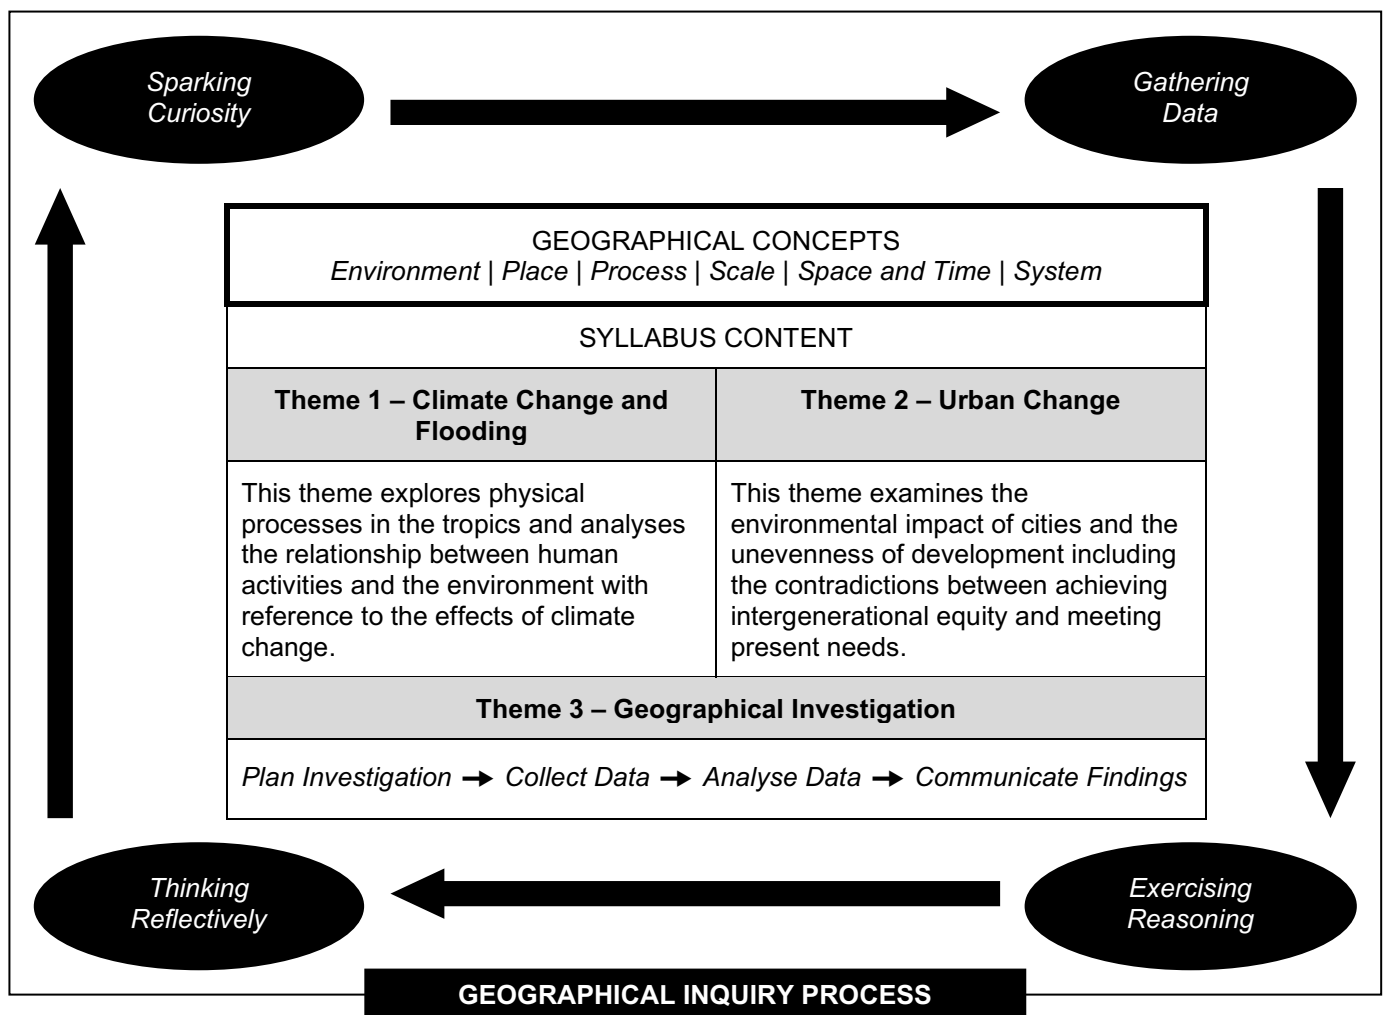 Sparking
Curiosity
Gathering
Data
GEOGRAPHICAL CONCEPTS
Environment | Place | Process | Scale | Space and Time | System
SYLLABUS CONTENT
Theme 1 – Climate Change and
Flooding
Theme 2 – Urban Change
This theme explores physical
processes in the tropics and analyses
the relationship between human
activities and the environment with
reference to the effects of climate
change.
This theme examines the
environmental impact of cities and the
unevenness of development including
the contradictions between achieving
intergenerational equity and meeting
present needs.
Theme 3 – Geographical Investigation
Plan Investigation → Collect Data → Analyse Data → Communicate Findings
Thinking
Reflectively
Exercising
Reasoning
GEOGRAPHICAL INQUIRY PROCESS